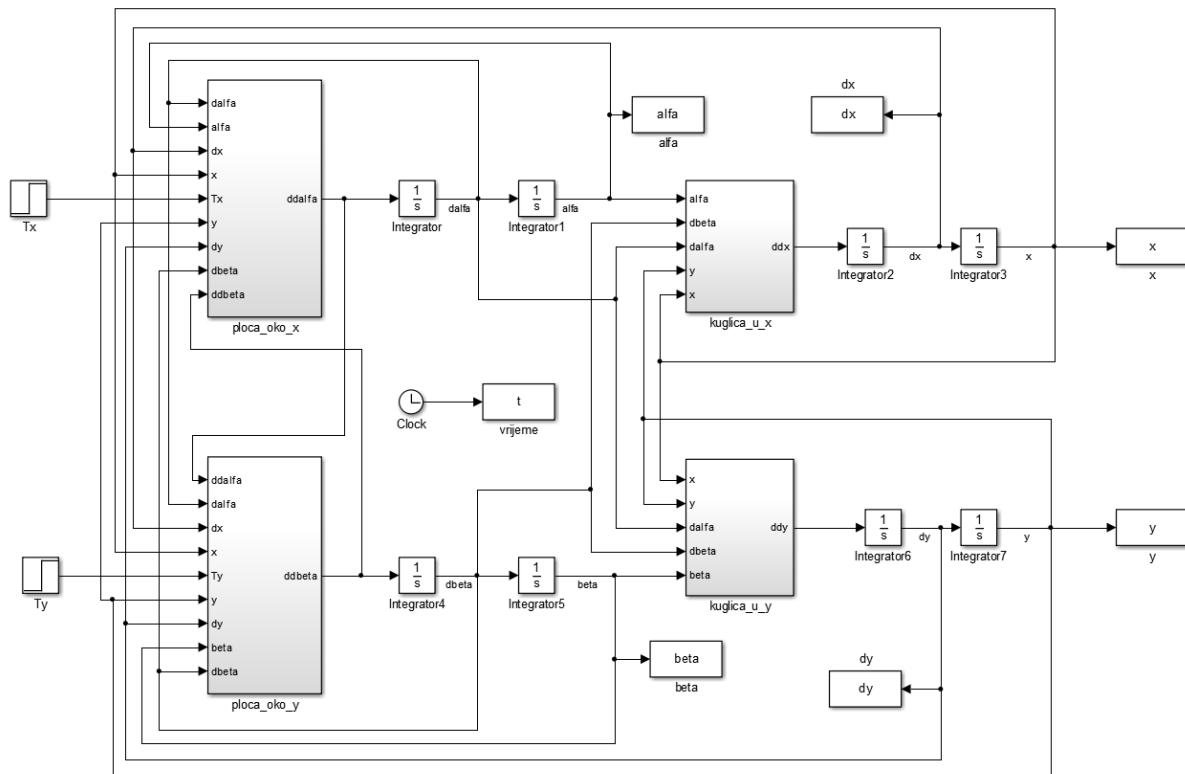 dx
dalfa
alfa
dx
x
Tx
y
dy
dbeta
ddbeta
ddalfa
ploca_oko_x
Tx
1
s
Integrator
dalfa
1
s
Integrator1
alfa
alfa
alfa
dx
alfa
dbeta
dalfa
y
x
ddx
kuglica_u_x
1
s
Integrator2
dx
1
s
Integrator3
x
x
x
Clock
t
vrijeme
ddalfa
dalfa
dx
x
Ty
y
dy
beta
dbeta
ddbeta
ploca_oko_y
Ty
1
s
Integrator4
dbeta
1
s
Integrator5
beta
x
y
dalfa
dbeta
beta
ddy
kuglica_u_y
1
s
Integrator6
dy
1
s
Integrator7
y
y
y
beta
beta
dy
dy